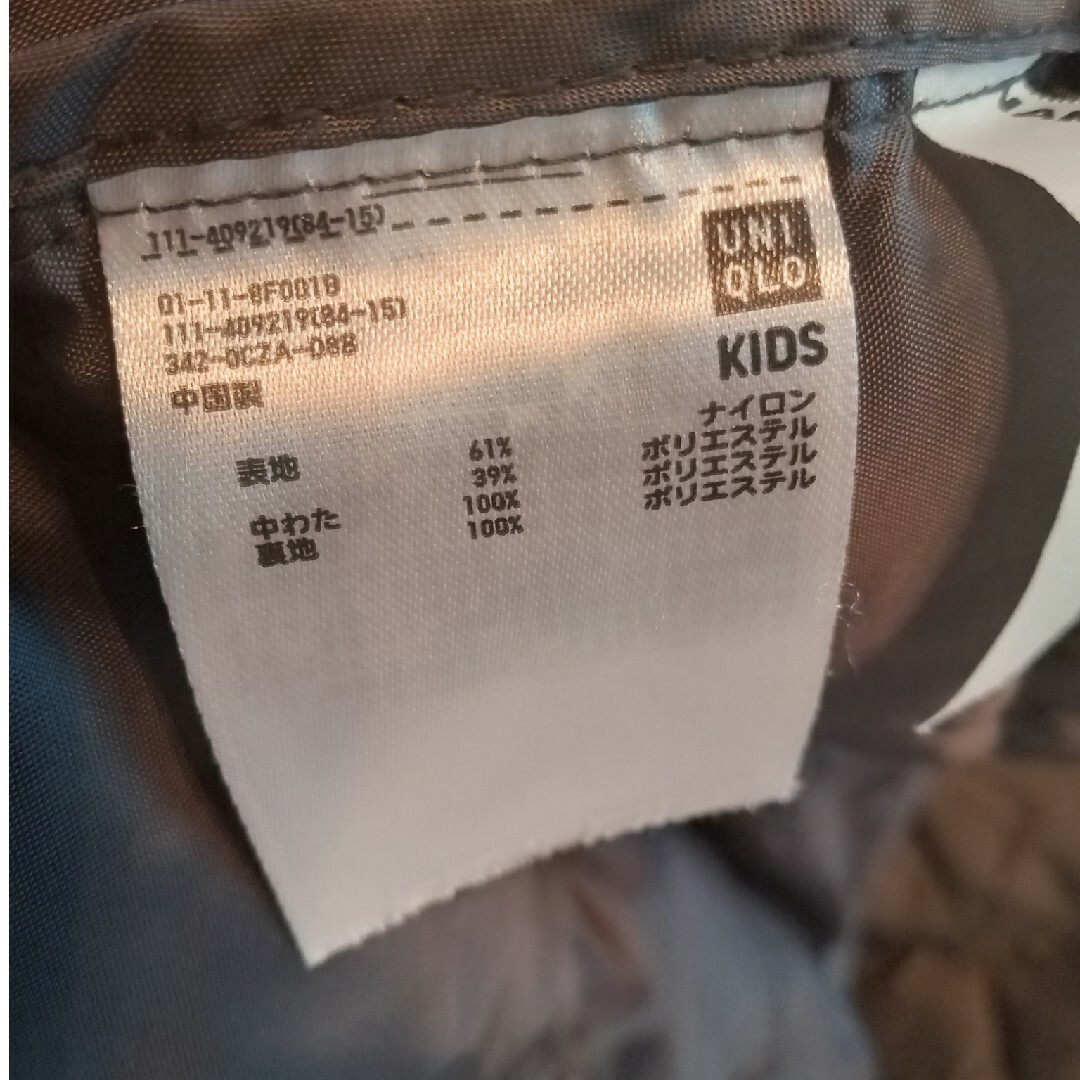 111-409219(84-15)
01-11-8F001B
111-409219(84-15)
342-0CZA-08B
中国製
UNI
QLO
KIDS
表地 61% ナイロン
39% ポリエステル
中わた 100% ポリエステル
裏地 100% ポリエステル